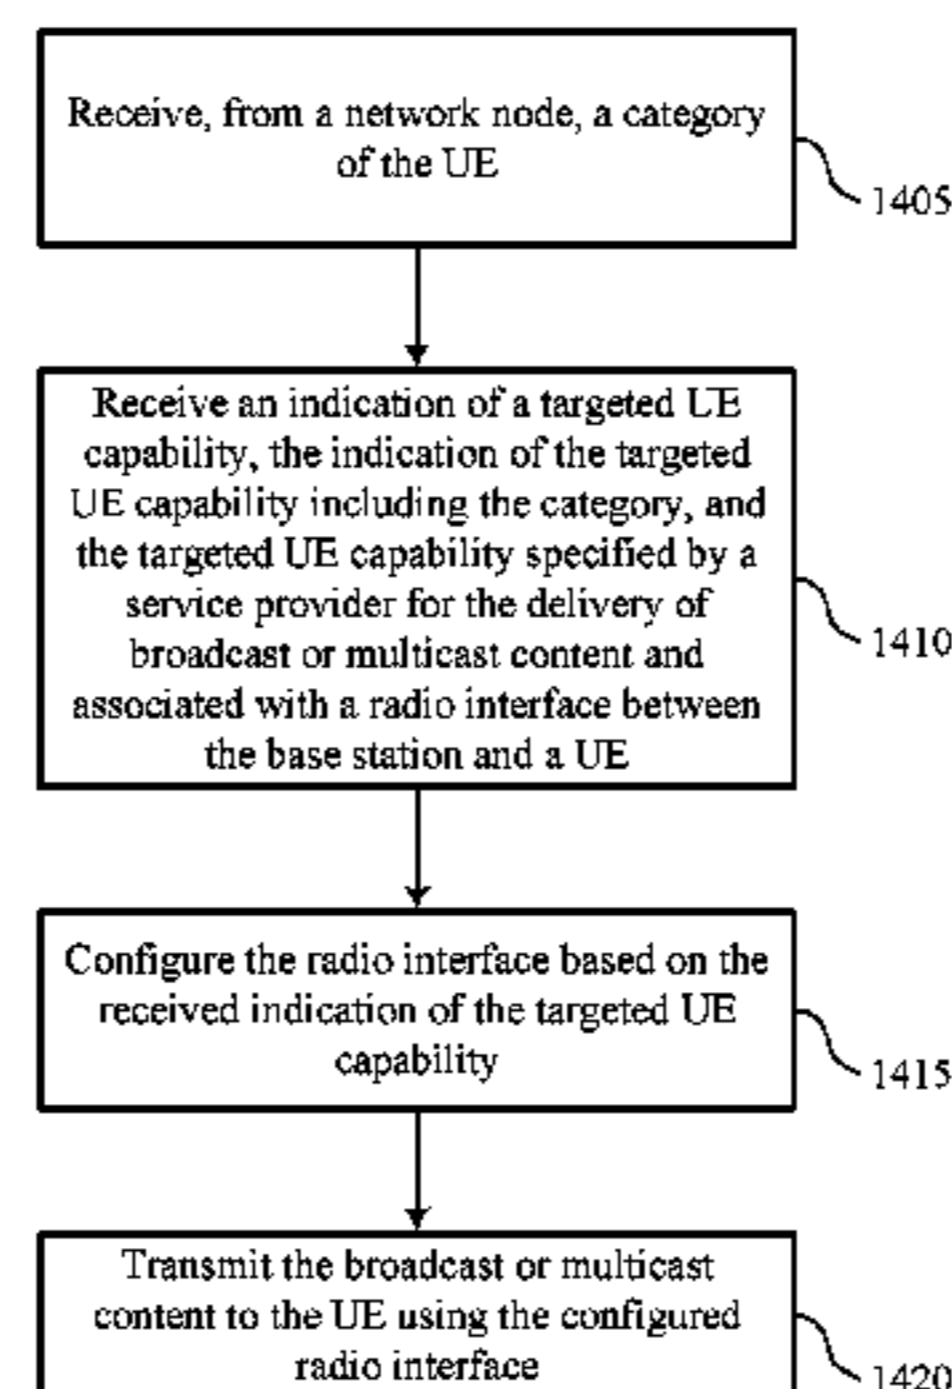 Receive, from a network node, a category
of the UE
1405
Receive an indication of a targeted UE
capability, the indication of the targeted
UE capability including the category, and
the targeted UE capability specified by a
service provider for the delivery of
broadcast or multicast content and
associated with a radio interface between
the base station and a UE
1410
Configure the radio interface based on the
received indication of the targeted UE
capability
1415
Transmit the broadcast or multicast
content to the UE using the configured
radio interface
1420